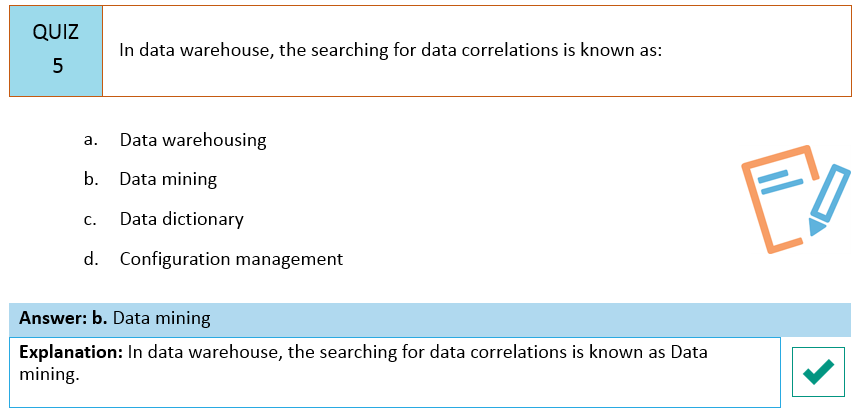 QUIZ
5
In data warehouse, the searching for data correlations is known as:
a. Data warehousing
b. Data mining
c. Data dictionary
d. Configuration management
Answer: b. Data mining
Explanation: In data warehouse, the searching for data correlations is known as Data
mining.